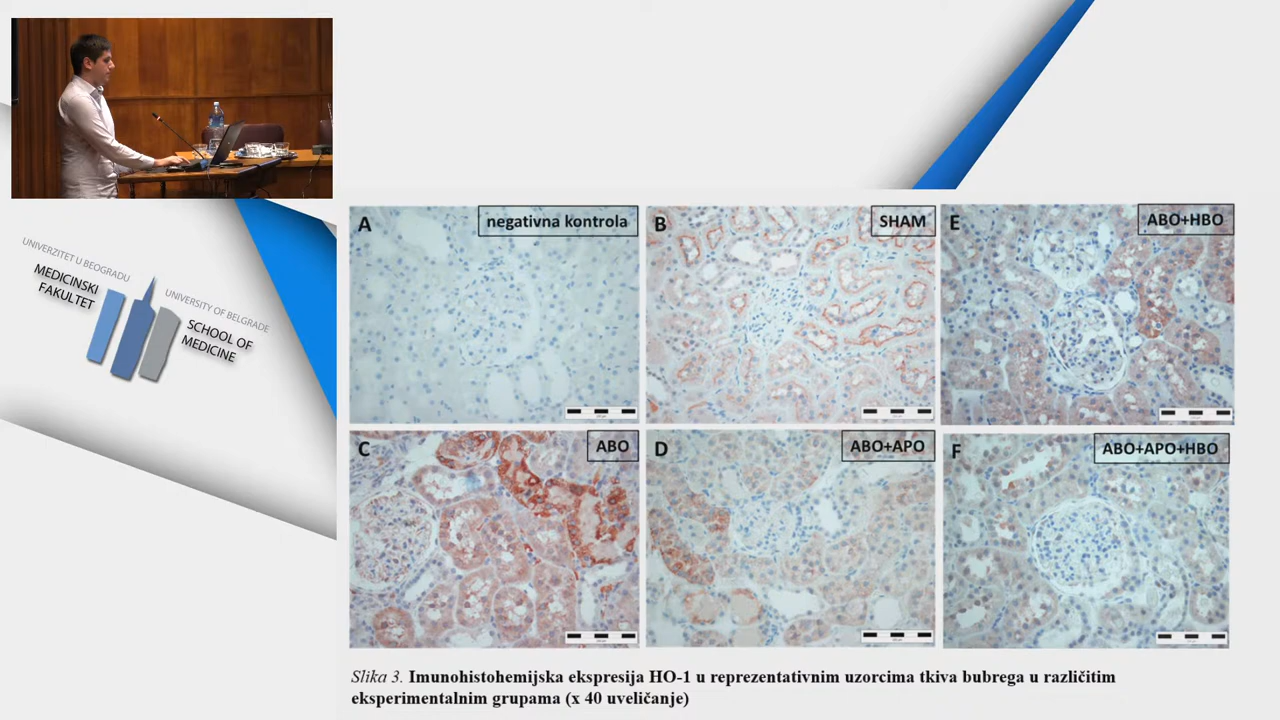 UNIVERZITET U BEOGRADU
MEDICINSKI
FAKULTET
UNIVERSITY OF BELGRADE
SCHOOL OF
MEDICINE
A
negativna kontrola
B
SHAM
E
ABO+HBO
C
ABO
D
ABO+APO
F
ABO+APO+HBO
Slika 3. Imunohistohemijska ekspresija HO-1 u reprezentativnim uzorcima tkiva bubrega u različitim
eksperimentalnim grupama (x 40 uveličanje)